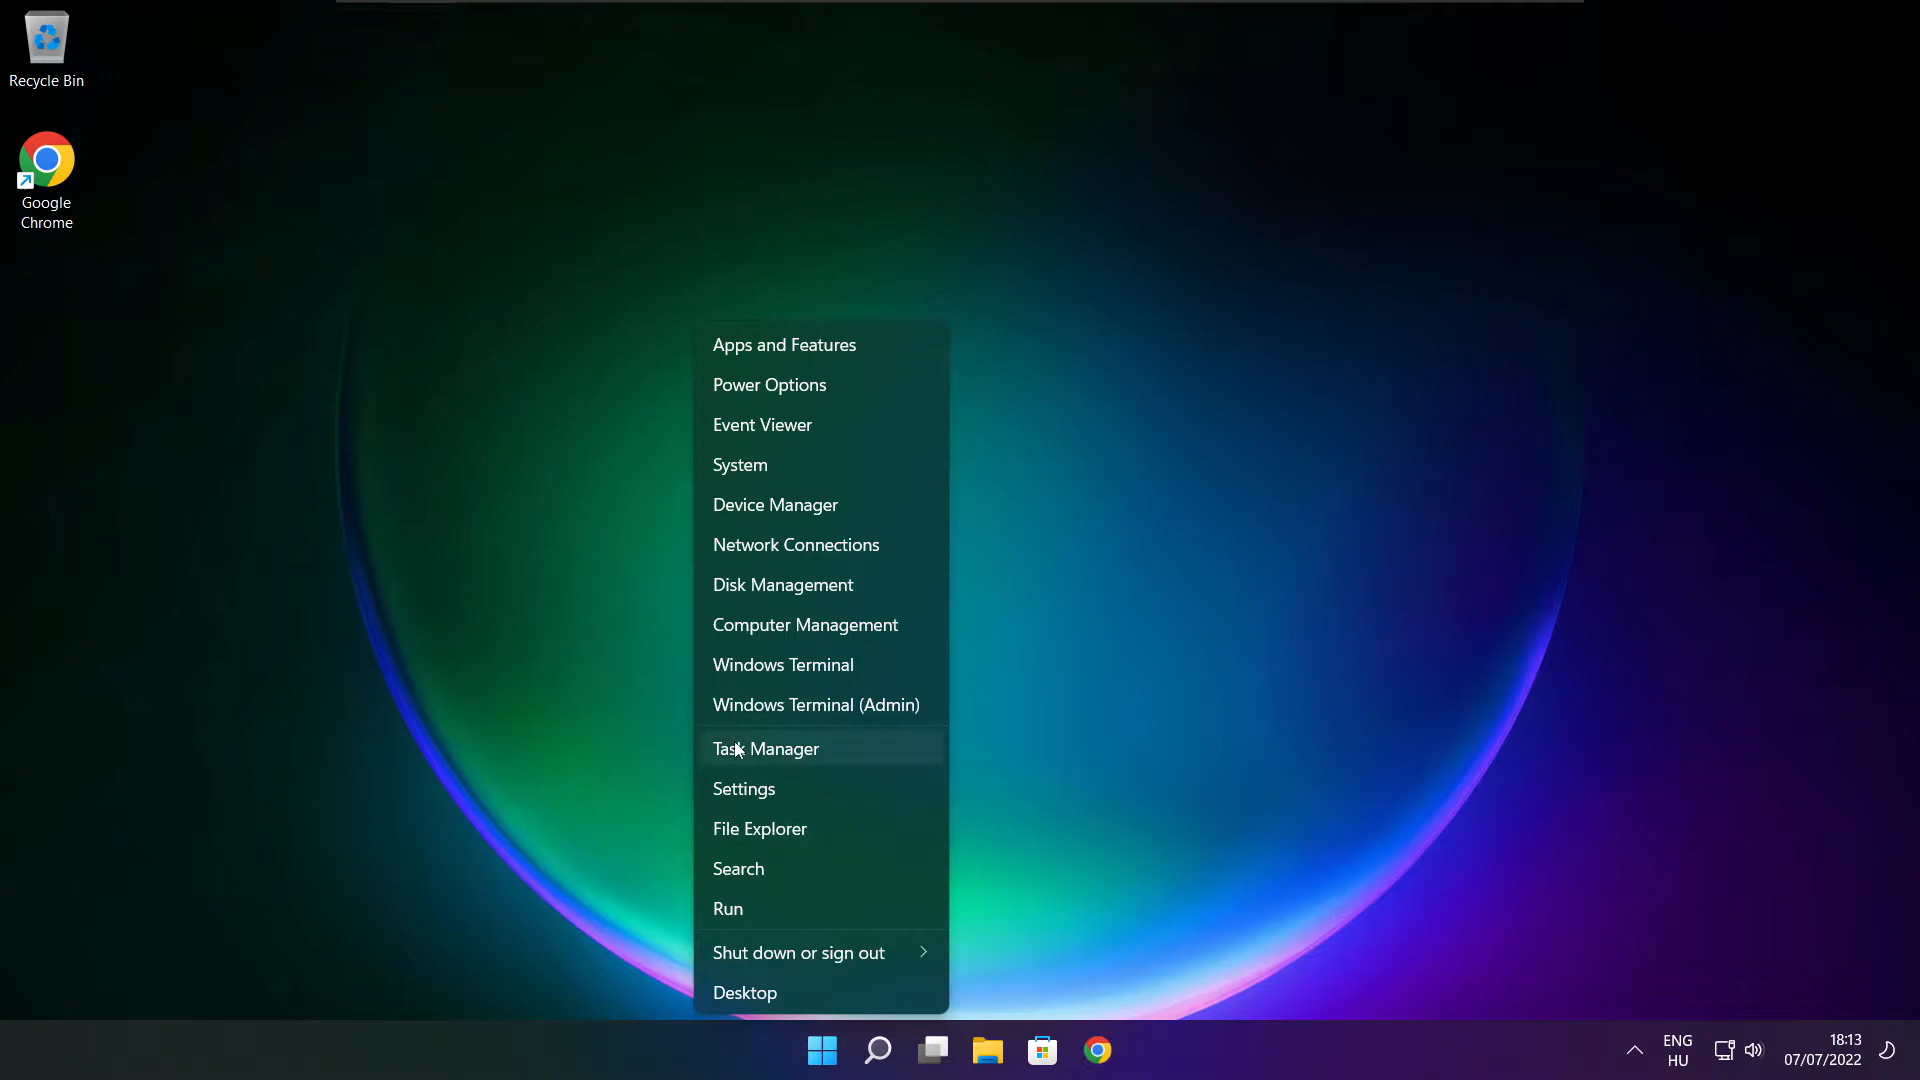 Recycle Bin
Google
Chrome
Apps and Features
Power Options
Event Viewer
System
Device Manager
Network Connections
Disk Management
Computer Management
Windows Terminal
Windows Terminal (Admin)
Task Manager
Settings
File Explorer
Search
Run
Shut down or sign out
Desktop
ENG
HU
18:13
07/07/2022